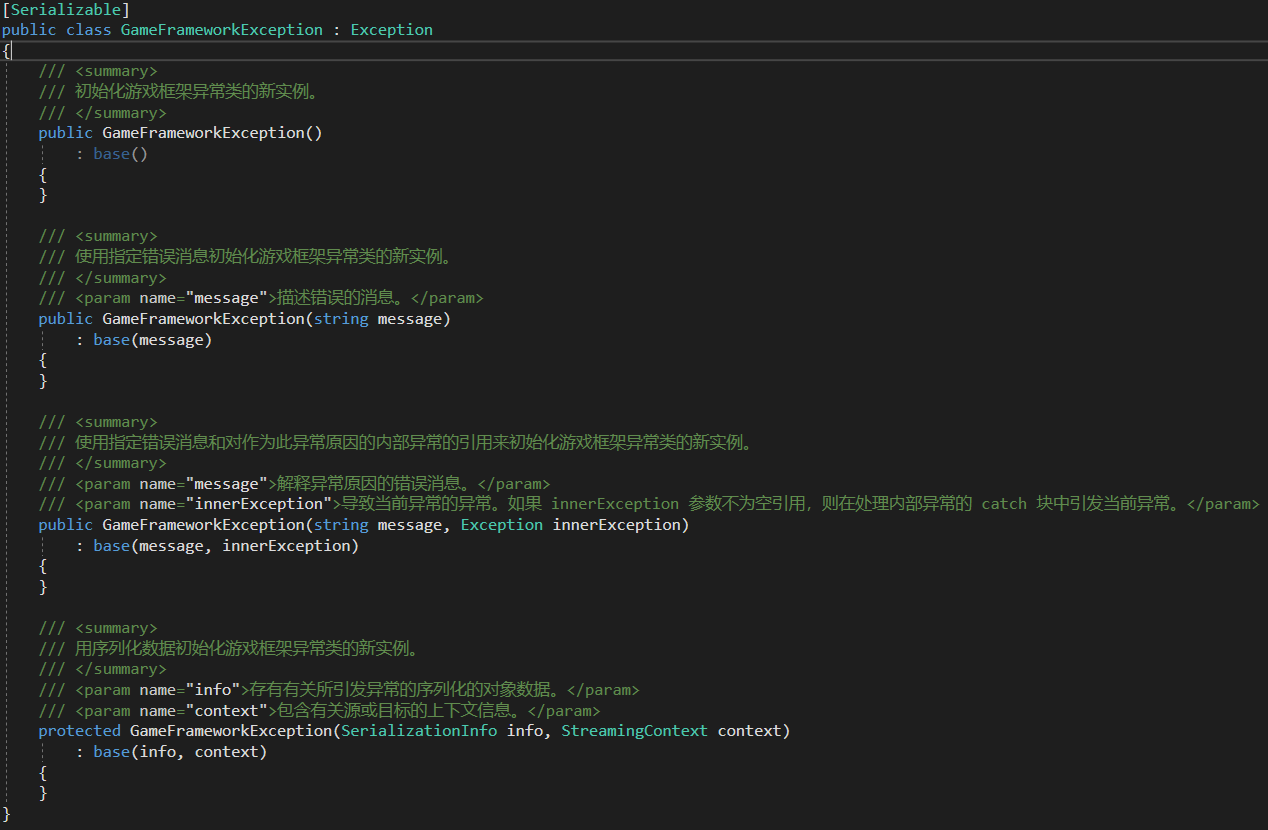 [Serializable]
public class GameFrameworkException : Exception
{
/// <summary>
/// 初始化游戏框架异常类的新实例。
/// </summary>
public GameFrameworkException()
: base()
{
}
/// <summary>
/// 使用指定错误消息初始化游戏框架异常类的新实例。
/// </summary>
/// <param name="message">描述错误的消息。</param>
public GameFrameworkException(string message)
: base(message)
{
}
/// <summary>
/// 使用指定错误消息和对作为此异常原因的内部异常的引用来初始化游戏框架异常类的新实例。
/// </summary>
/// <param name="message">解释异常原因的错误消息。</param>
/// <param name="innerException">导致当前异常的异常。如果 innerException 参数不为空引用，则在处理内部异常的 catch 块中引发当前异常。</param>
public GameFrameworkException(string message, Exception innerException)
: base(message, innerException)
{
}
/// <summary>
/// 用序列化数据初始化游戏框架异常类的新实例。
/// </summary>
/// <param name="info">存有有关所引发异常的序列化的对象数据。</param>
/// <param name="context">包含有关源或目标的上下文信息。</param>
protected GameFrameworkException(SerializationInfo info, StreamingContext context)
: base(info, context)
{
}
}